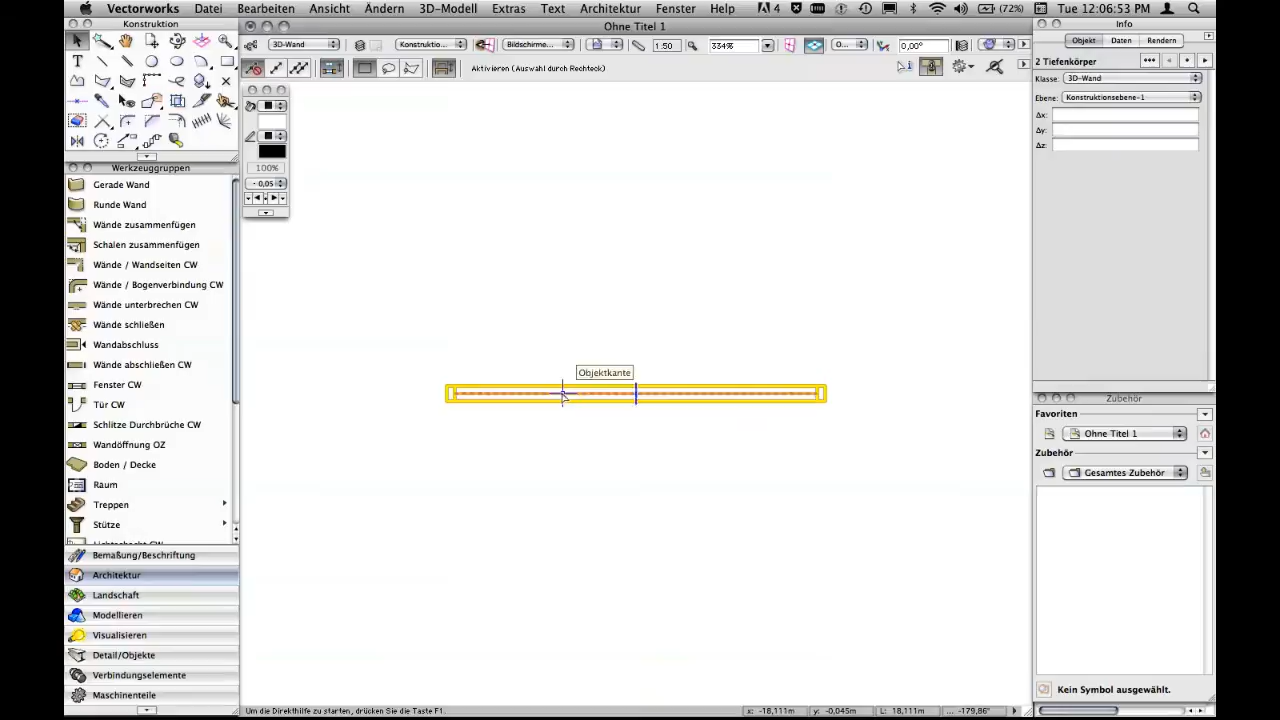 Vectorworks Datei Bearbeiten Ansicht Ändern 3D-Modell Extras Text Architektur Fenster Help 4 (72%) Tue 12:06:53 PM
Konstruktion
Ohne Titel 1
Info
3D-Wand Konstruktio... Bildschirme... 1:50 334% O... 0,00°
Objekt Daten Rendern
2 Tiefenkörper
Aktivieren (Auswahl durch Rechteck)
Klasse: 3D-Wand
Ebene: Konstruktionsebene-1
Δx:
Δy:
Δz:
100%
0,05
Werkzeuggruppen
Gerade Wand
Runde Wand
Wände zusammenfügen
Schalen zusammenfügen
Wände / Wandseiten CW
Wände / Bogenverbindung CW
Wände unterbrechen CW
Wände schließen
Wandabschluss
Wände abschließen CW
Fenster CW
Tür CW
Schlitze Durchbrüche CW
Wandöffnung OZ
Boden / Decke
Raum
Treppen
Stütze
Lichtschacht CW
Bemaßung/Beschriftung
Architektur
Landschaft
Modellieren
Visualisieren
Detail/Objekte
Verbindungselemente
Maschinenteile
Objektkante
Zubehör
Favoriten
Ohne Titel 1
Zubehör
Gesamtes Zubehör
Kein Symbol ausgewählt.
Um die Direkthilfe zu starten, drücken Sie die Taste F1. x: -18,111m y: -0,045m L: 18,111m ... -179,86°